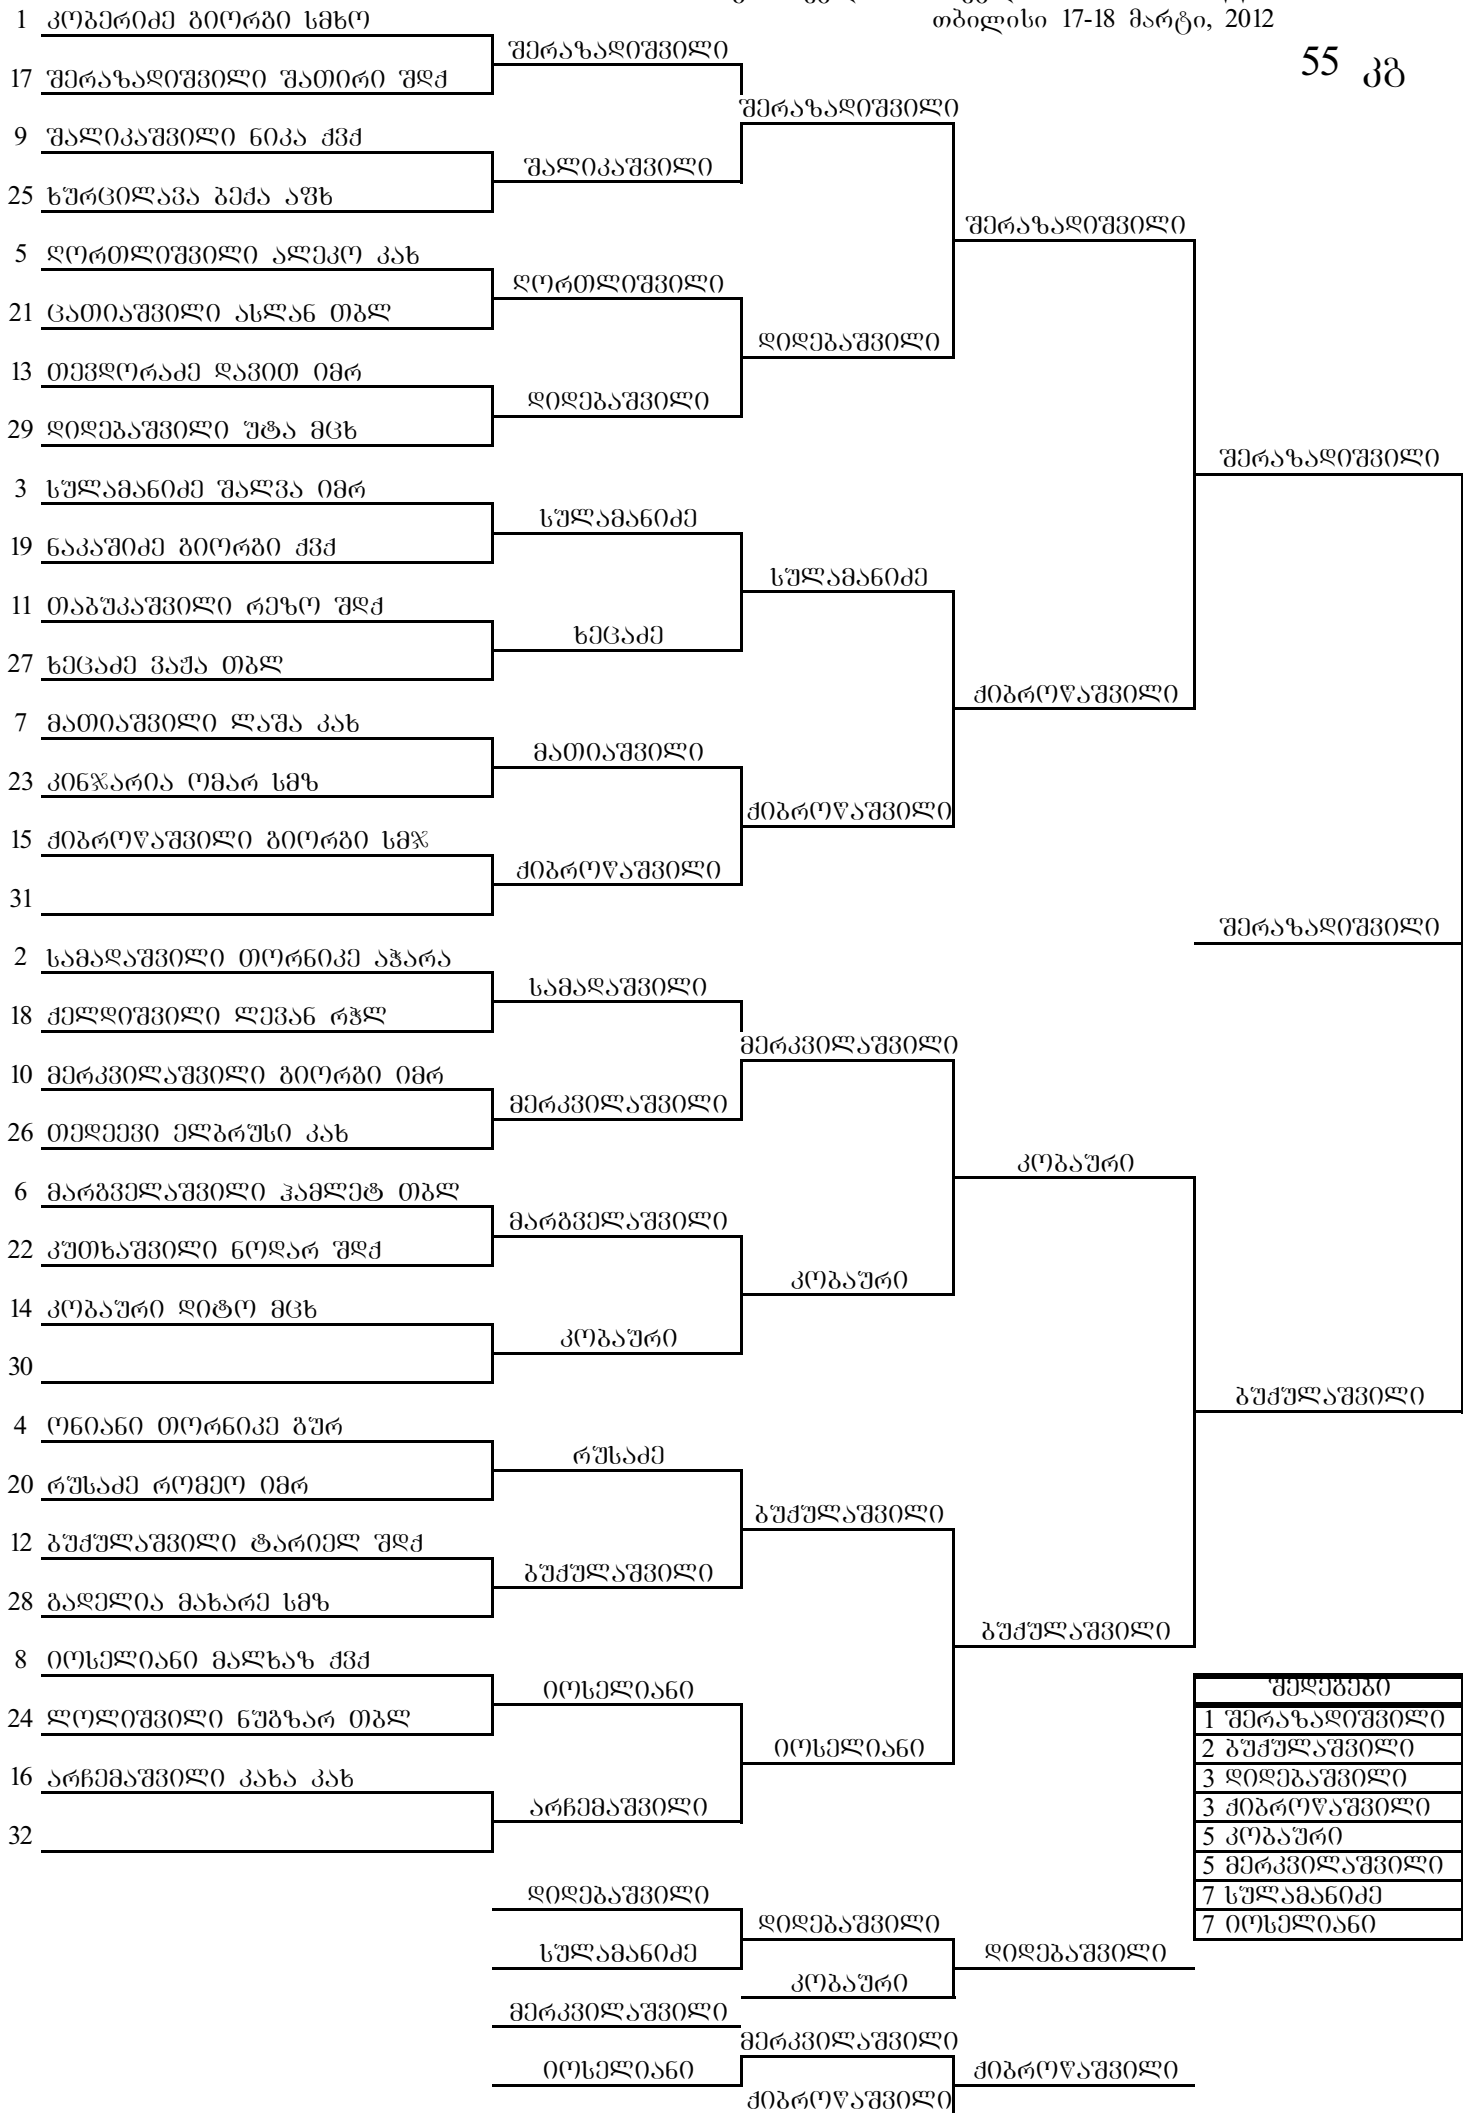 თბილისი 17-18 მარტი, 2012
55 კგ
1 კობერიძე გიორგი სმხო
17 შერაზადიშვილი შათირი შდქ
9 შალიკაშვილი ნიკა ქვქ
25 ხურცილავა ბექა აფხ
5 ღორთლიშვილი ალეკო კახ
21 ცათიაშვილი ასლან თბლ
13 თევდორაძე დავით იმრ
29 დიდებაშვილი უტა მცხ
3 სულამანიძე შალვა იმრ
19 ნაკაშიძე გიორგი ქვქ
11 თაბუკაშვილი რეზო შდქ
27 ხეცაძე ვაჟა თბლ
7 მათიაშვილი ლაშა კახ
23 კინჯარია ომარ სმზ
15 ქიბროწაშვილი გიორგი სმჯ
31
2 სამადაშვილი თორნიკე აჭარა
18 ქელდიშვილი ლევან რჭლ
10 მერკვილაშვილი გიორგი იმრ
26 თედეევი ელბრუსი კახ
6 მარგველაშვილი ჰამლეტ თბლ
22 კუთხაშვილი ნოდარ შდქ
14 კობაური დიტო მცხ
30
4 ონიანი თორნიკე გურ
20 რუსაძე რომეო იმრ
12 ბუქულაშვილი ტარიელ შდქ
28 გადელია მახარე სმზ
8 იოსელიანი მალხაზ ქვქ
24 ლოლიშვილი ნუგზარ თბლ
16 არჩემაშვილი კახა კახ
32
შერაზადიშვილი
შალიკაშვილი
ღორთლიშვილი
დიდებაშვილი
სულამანიძე
ხეცაძე
მათიაშვილი
ქიბროწაშვილი
სამადაშვილი
მერკვილაშვილი
მარგველაშვილი
კობაური
რუსაძე
ბუქულაშვილი
იოსელიანი
არჩემაშვილი
შერაზადიშვილი
დიდებაშვილი
სულამანიძე
ქიბროწაშვილი
მერკვილაშვილი
კობაური
ბუქულაშვილი
იოსელიანი
შერაზადიშვილი
ქიბროწაშვილი
კობაური
ბუქულაშვილი
შერაზადიშვილი
შერაზადიშვილი
ბუქულაშვილი
შედეგები
1 შერაზადიშვილი
2 ბუქულაშვილი
3 დიდებაშვილი
3 ქიბროწაშვილი
5 კობაური
5 მერკვილაშვილი
7 სულამანიძე
7 იოსელიანი
დიდებაშვილი
სულამანიძე
მერკვილაშვილი
იოსელიანი
დიდებაშვილი
კობაური
მერკვილაშვილი
ქიბროწაშვილი
დიდებაშვილი
ქიბროწაშვილი